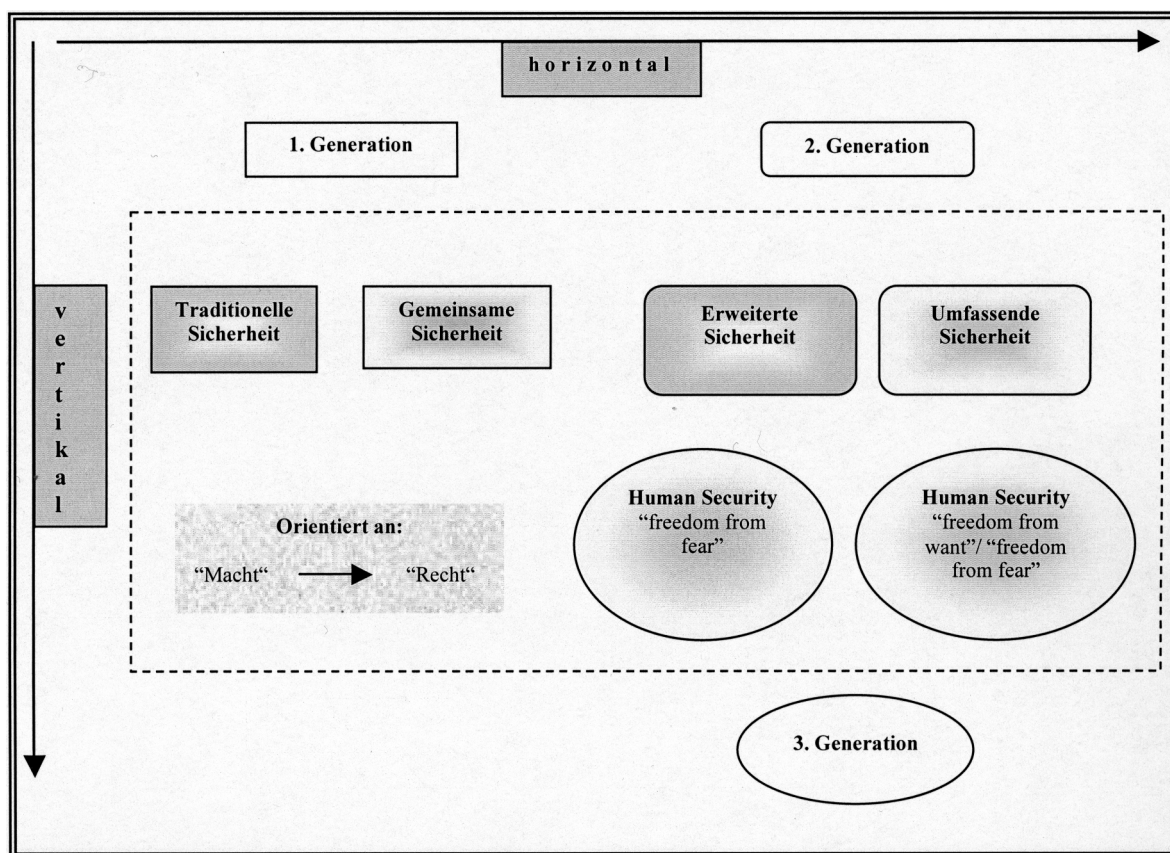 horizontal
1. Generation
2. Generation
vertikal
Traditionelle
Sicherheit
Gemeinsame
Sicherheit
Erweiterte
Sicherheit
Umfassende
Sicherheit
Orientiert an:
“Macht“
“Recht“
Human Security
“freedom from
fear”
Human Security
“freedom from
want”/ “freedom
from fear”
3. Generation